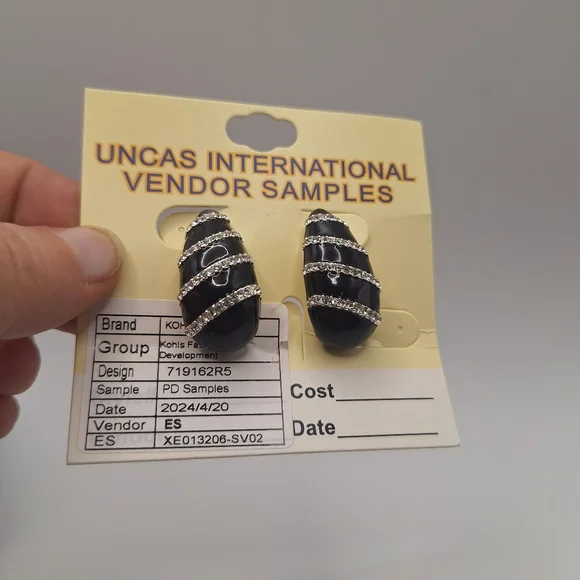 UNCAS INTERNATIONAL
VENDOR SAMPLES
Brand
Group Kohls
Development
Design 719162R5
Sample PD Samples
Date 2024/4/20
Vendor ES
ES XE013206-SV02
Cost
Date